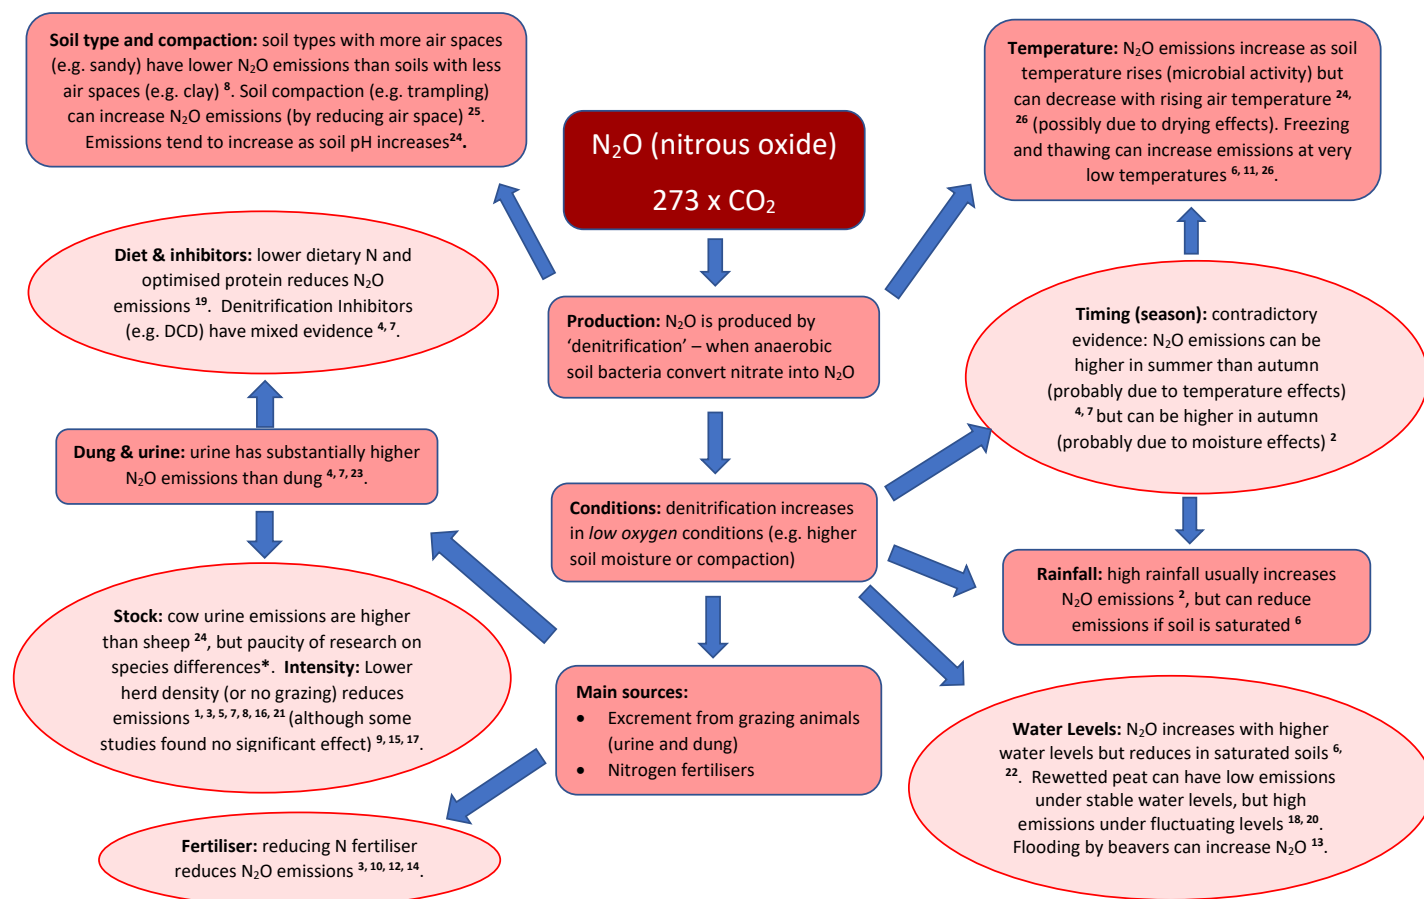 Soil type and compaction: soil types with more air spaces
(e.g. sandy) have lower N₂O emissions than soils with less
air spaces (e.g. clay) ⁸. Soil compaction (e.g. trampling)
can increase N₂O emissions (by reducing air space) ²⁵.
Emissions tend to increase as soil pH increases²⁴.
N₂O (nitrous oxide)
273 x CO₂
Temperature: N₂O emissions increase as soil
temperature rises (microbial activity) but
can decrease with rising air temperature ²⁴,
²⁶ (possibly due to drying effects). Freezing
and thawing can increase emissions at very
low temperatures ⁶, ¹¹, ²⁶.
Diet & inhibitors: lower dietary N and
optimised protein reduces N₂O
emissions ¹⁹. Denitrification Inhibitors
(e.g. DCD) have mixed evidence ⁴, ⁷.
Production: N₂O is produced by
‘denitrification’ – when anaerobic
soil bacteria convert nitrate into N₂O
Timing (season): contradictory
evidence: N₂O emissions can be
higher in summer than autumn
(probably due to temperature effects)
⁴, ⁷ but can be higher in autumn
(probably due to moisture effects) ²
Dung & urine: urine has substantially higher
N₂O emissions than dung ⁴, ⁷, ²³.
Conditions: denitrification increases
in low oxygen conditions (e.g. higher
soil moisture or compaction)
Rainfall: high rainfall usually increases
N₂O emissions ², but can reduce
emissions if soil is saturated ⁶
Stock: cow urine emissions are higher
than sheep ²⁴, but paucity of research on
species differences*. Intensity: Lower
herd density (or no grazing) reduces
emissions ¹, ³, ⁵, ⁷, ⁸, ¹⁶, ²¹ (although some
studies found no significant effect) ⁹, ¹⁵, ¹⁷.
Main sources:
• Excrement from grazing animals
(urine and dung)
• Nitrogen fertilisers
Water Levels: N₂O increases with higher
water levels but reduces in saturated soils ⁶,
²². Rewetted peat can have low emissions
under stable water levels, but high
emissions under fluctuating levels ¹⁸, ²⁰.
Flooding by beavers can increase N₂O ¹³.
Fertiliser: reducing N fertiliser
reduces N₂O emissions ³, ¹⁰, ¹², ¹⁴.